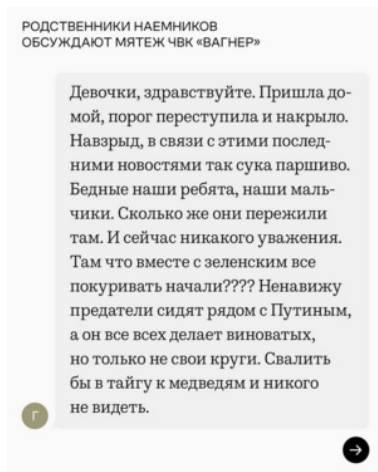 РОДСТВЕННИКИ НАЕМНИКОВ
ОБСУЖДАЮТ МЯТЕЖ ЧВК «ВАГНЕР»
Девочки, здравствуйте. Пришла до-
мой, порог переступила и накрыло.
Навзрыд, в связи с этими послед-
ними новостями так сука паршиво.
Бедные наши ребята, наши маль-
чики. Сколько же они пережили
там. И сейчас никакого уважения.
Там что вместе с зеленским все
покуривать начали???? Ненавижу
предатели сидят рядом с Путиным,
а он все всех делает виноватых,
но только не свои круги. Свалить
бы в тайгу к медведям и никого
не видеть.
Г